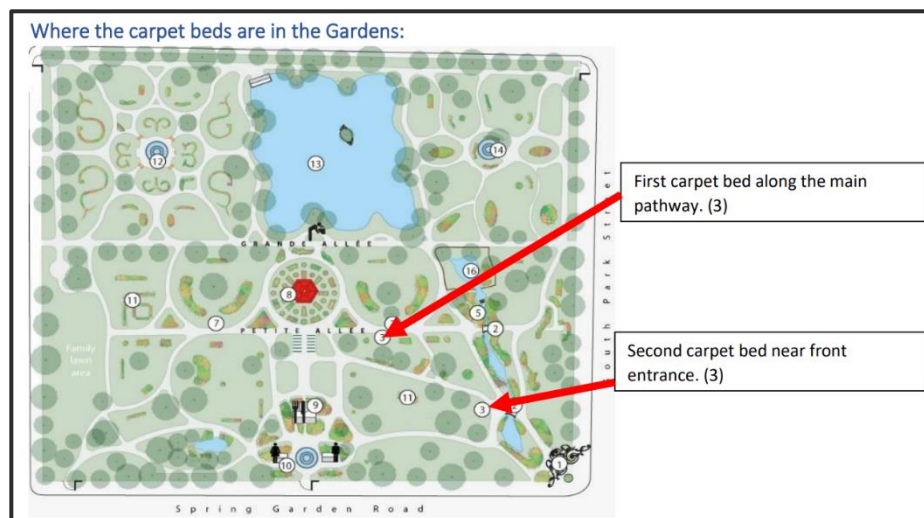 Where the carpet beds are in the Gardens:
12
13
14
First carpet bed along the main
pathway. (3)
GRANDE ALLÉE
16
11
8
5
7
PETITE ALLÉE
3
2
South Park Street
Family
lawn
area
Second carpet bed near front
entrance. (3)
11
9
3
10
1
Spring Garden Road